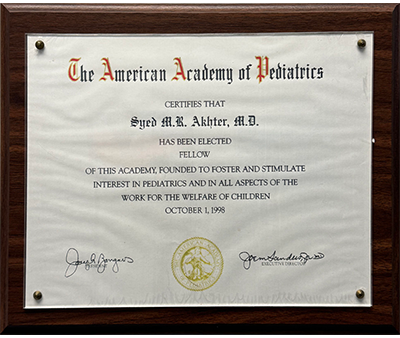 The American Academy of Pediatrics
CERTIFIES THAT
Syed M.R. Akhter, M.D.
HAS BEEN ELECTED
FELLOW
OF THIS ACADEMY, FOUNDED TO FOSTER AND STIMULATE
INTEREST IN PEDIATRICS AND IN ALL ASPECTS OF THE
WORK FOR THE WELFARE OF CHILDREN
OCTOBER 1, 1998
PRESIDENT
EXECUTIVE DIRECTOR